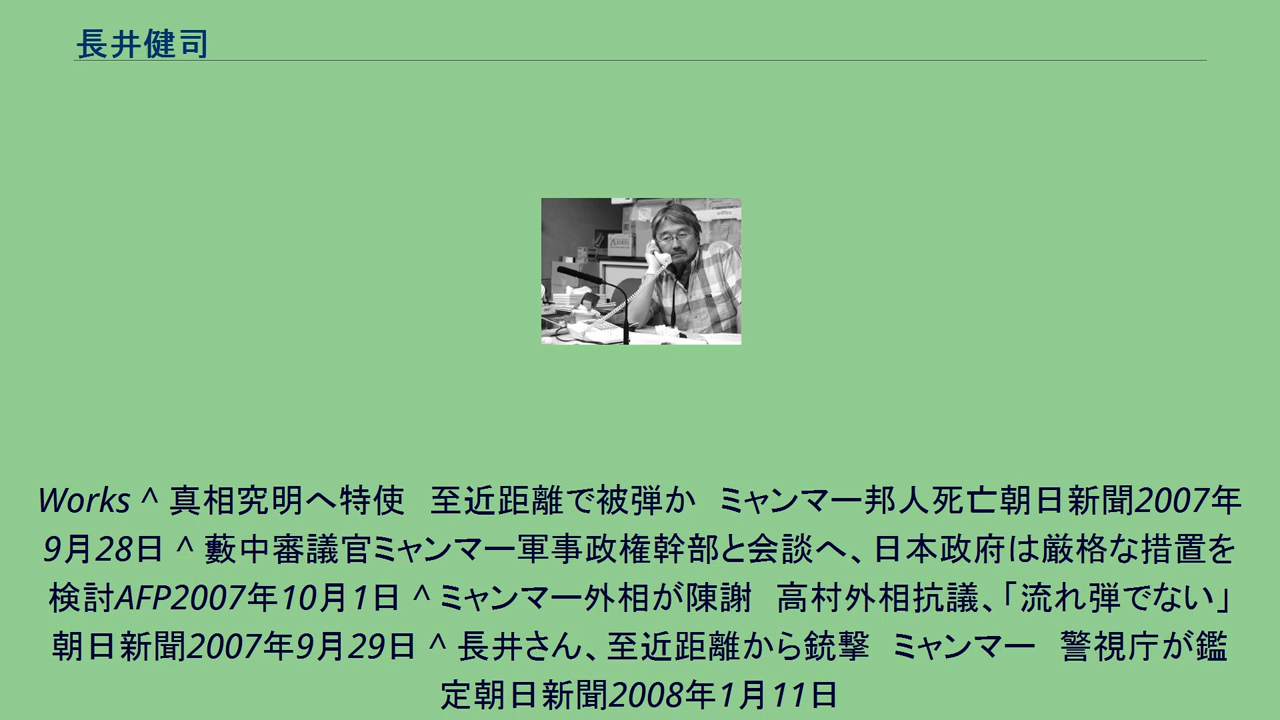 長井健司
Works ^ 真相究明へ特使　至近距離で被弾か　ミャンマー邦人死亡朝日新聞2007年
9月28日 ^ 藪中審議官ミャンマー軍事政権幹部と会談へ、日本政府は厳格な措置を
検討AFP2007年10月1日 ^ ミャンマー外相が陳謝　高村外相抗議、「流れ弾でない」
朝日新聞2007年9月29日 ^ 長井さん、至近距離から銃撃　ミャンマー　警視庁が鑑
定朝日新聞2008年1月11日